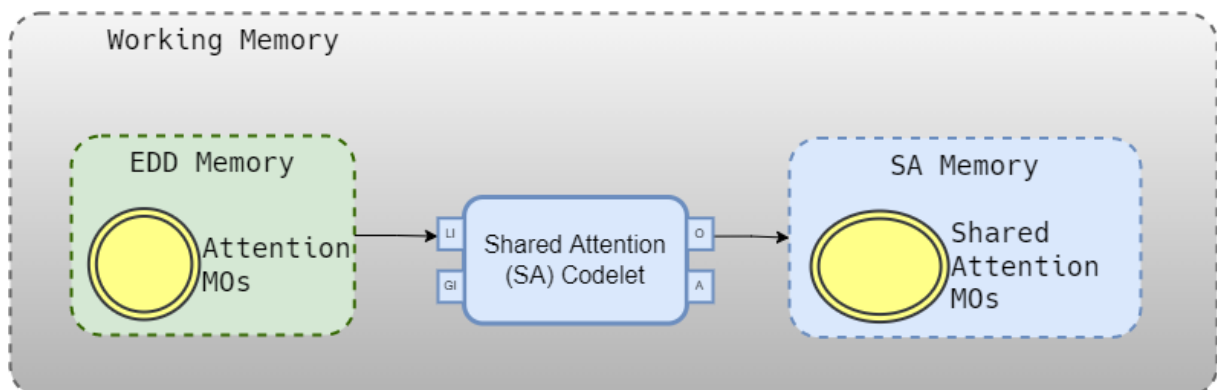 Working Memory
EDD Memory
Attention
MOs
LI
GI
Shared Attention
(SA) Codelet
O
A
SA Memory
Shared
Attention
MOs